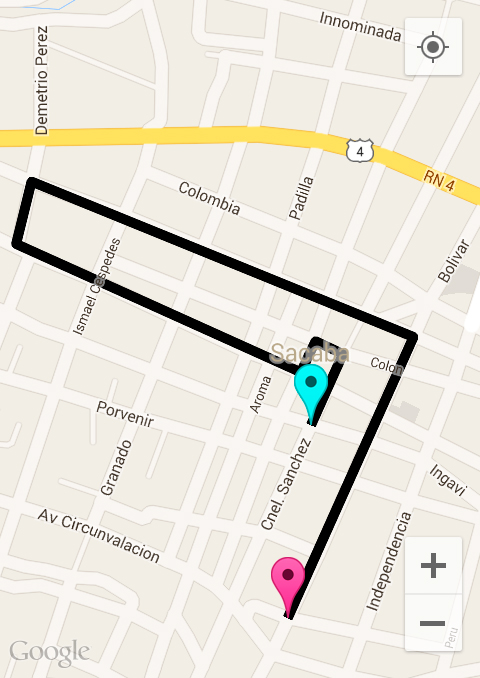 Innominada
Demetrio Perez
4
RN 4
Colombia
Padilla
Bolivar
Ismael Cespedes
Sacaba
Colon
Aroma
Porvenir
Cnel. Sanchez
Granado
Ingavi
Av Circunvalacion
Independencia
Peru
Google